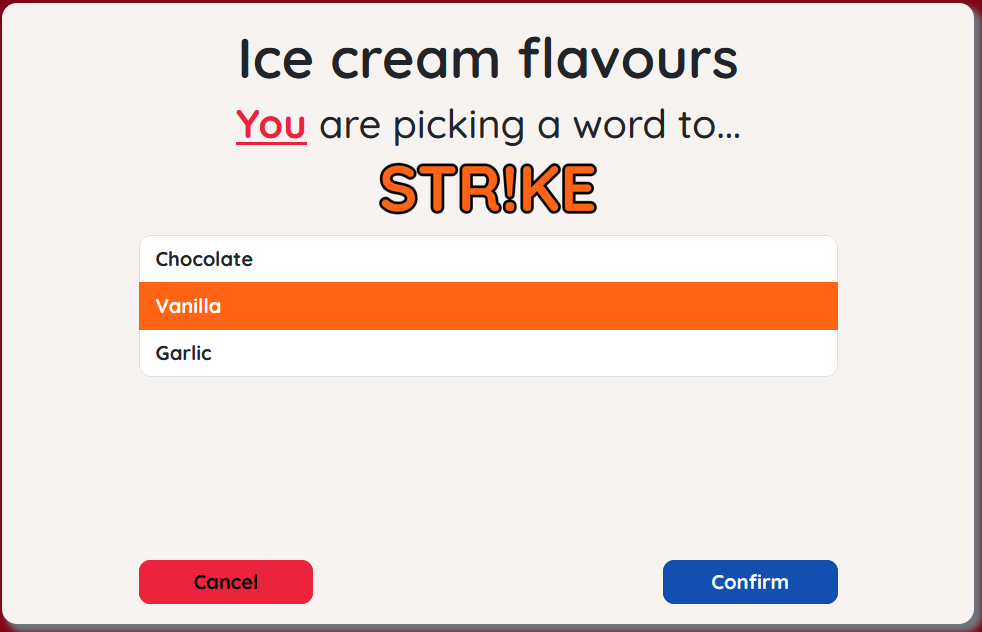 Ice cream flavours
You are picking a word to...
STR!KE
Chocolate
Vanilla
Garlic
Cancel
Confirm